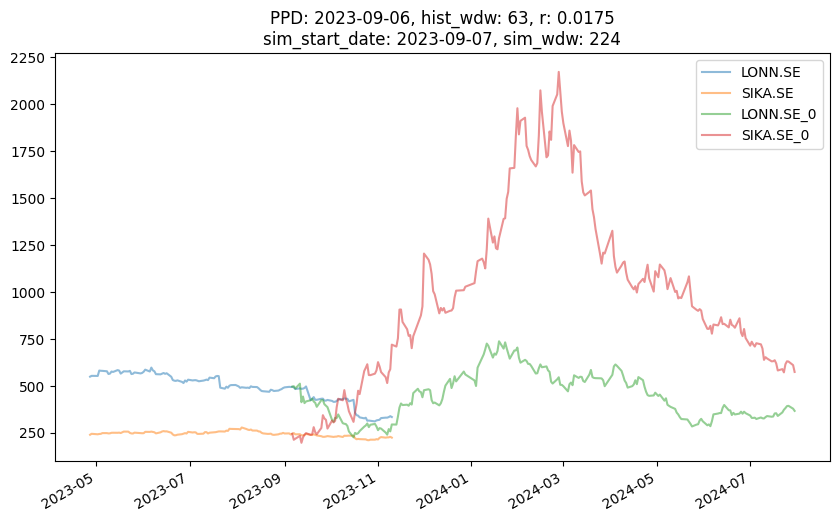 PPD: 2023-09-06, hist_wdw: 63, r: 0.0175
sim_start_date: 2023-09-07, sim_wdw: 224
2250
2000
1750
1500
1250
1000
750
500
250
LONN.SE
SIKA.SE
LONN.SE_0
SIKA.SE_0
2023-05
2023-07
2023-09
2023-11
2024-01
2024-03
2024-05
2024-07